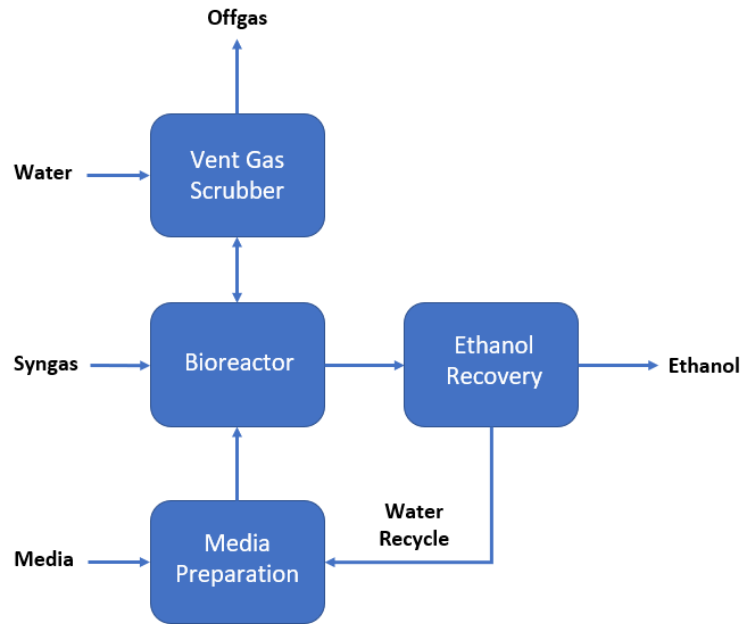 Offgas
Water
Vent Gas
Scrubber
Syngas
Bioreactor
Ethanol
Recovery
Ethanol
Water
Recycle
Media
Media
Preparation